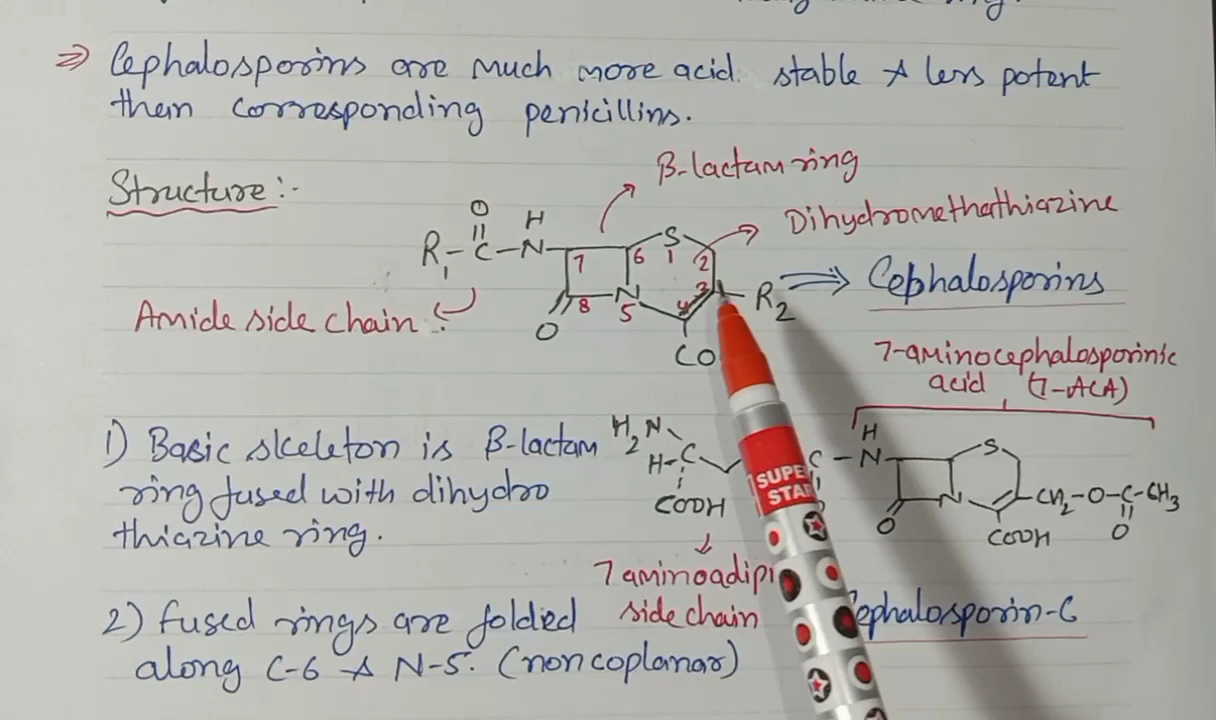 ⇒ Cephalosporins are much more acid stable & less potent
then corresponding penicillins.
Structure:-
β-lactam ring
Dihydromethathiazine
O
||
R1-C-N-
H
7 6 S 1 2 3 4 5 8 N
O
CO
R2
⇒ Cephalosporins
Amide side chain
7-aminocephalosporinic
acid (7-ACA)
1) Basic skeleton is β-lactam
ring fused with dihydro
thiazine ring.
H2N
H-C
COOH
C-N
H
S
N
O
CH2-O-C-CH3
||
O
COOH
7 aminoadipi
side chain
ephalosporin-C
2) Fused rings are folded
along C-6 & N-5. (noncoplanar)
SUPE
STAR